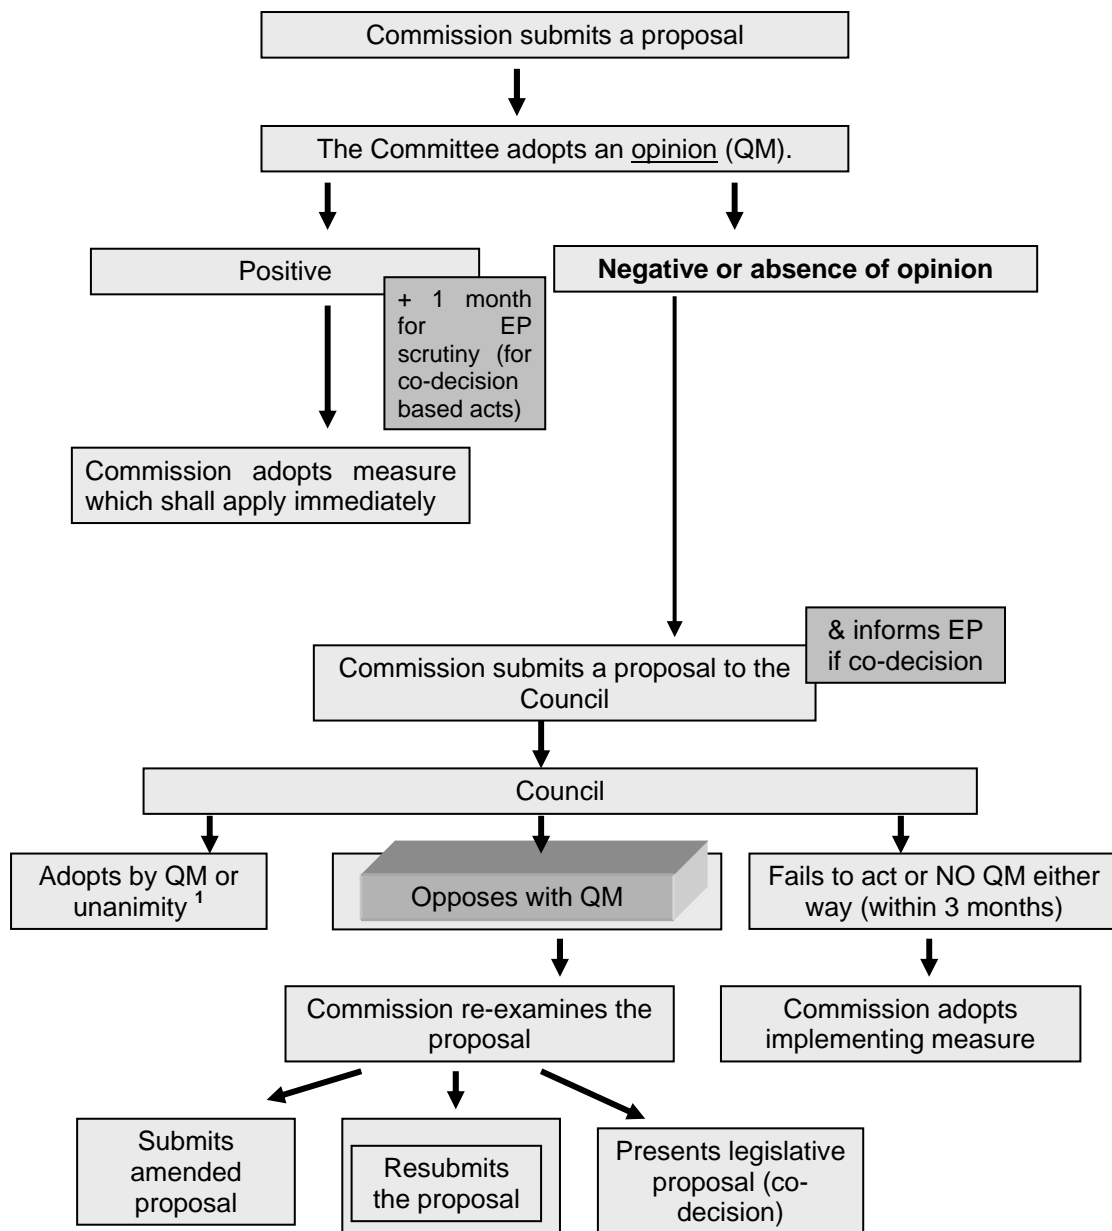 Commission submits a proposal
The Committee adopts an opinion (QM).
Positive
Negative or absence of opinion
+ 1 month
for EP
scrutiny (for
co-decision
based acts)
Commission adopts measure
which shall apply immediately
& informs EP
if co-decision
Commission submits a proposal to the
Council
Council
Adopts by QM or
unanimity 1
Opposes with QM
Fails to act or NO QM either
way (within 3 months)
Commission re-examines the
proposal
Commission adopts
implementing measure
Submits
amended
proposal
Resubmits
the proposal
Presents legislative
proposal (co-
decision)